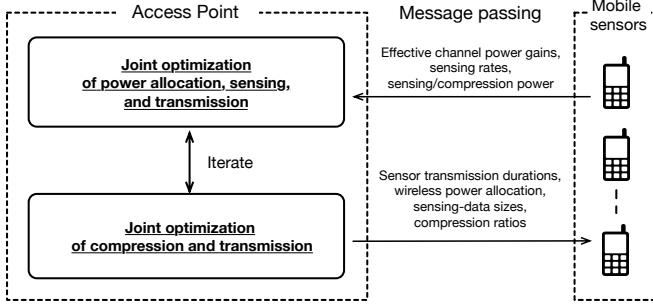 Access Point
Message passing
Mobile
sensors
Joint optimization
of power allocation, sensing,
and transmission
Effective channel power gains,
sensing rates,
sensing/compression power
Iterate
Sensor transmission durations,
wireless power allocation,
sensing-data sizes,
compression ratios
Joint optimization
of compression and transmission